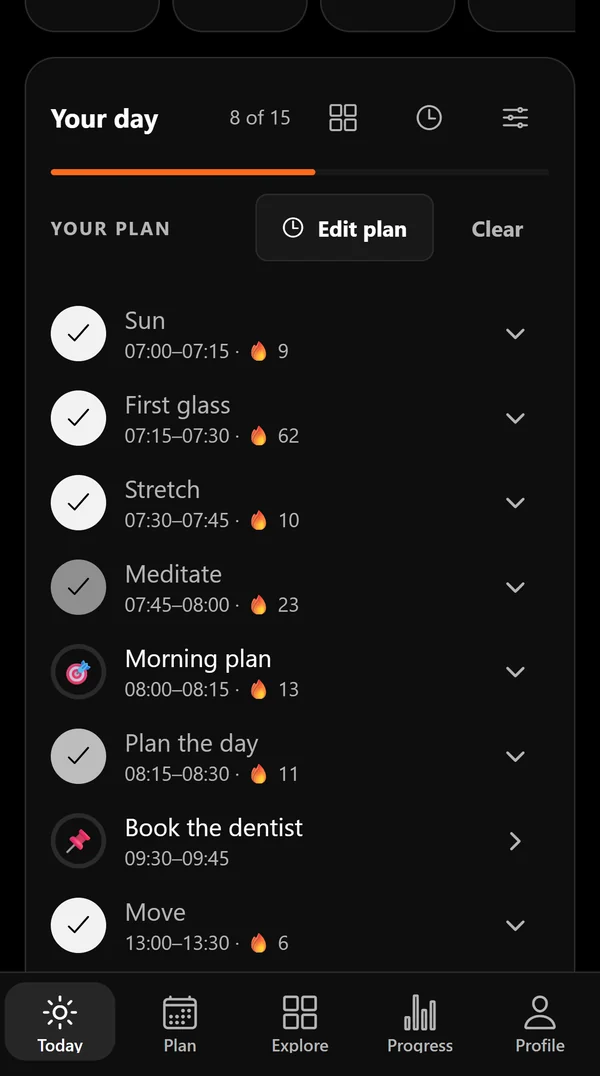 Your day
8 of 15
YOUR PLAN
Edit plan
Clear
Sun
07:00–07:15 · 🔥 9
First glass
07:15–07:30 · 🔥 62
Stretch
07:30–07:45 · 🔥 10
Meditate
07:45–08:00 · 🔥 23
Morning plan
08:00–08:15 · 🔥 13
Plan the day
08:15–08:30 · 🔥 11
Book the dentist
09:30–09:45
Move
13:00–13:30 · 🔥 6
Today
Plan
Explore
Progress
Profile